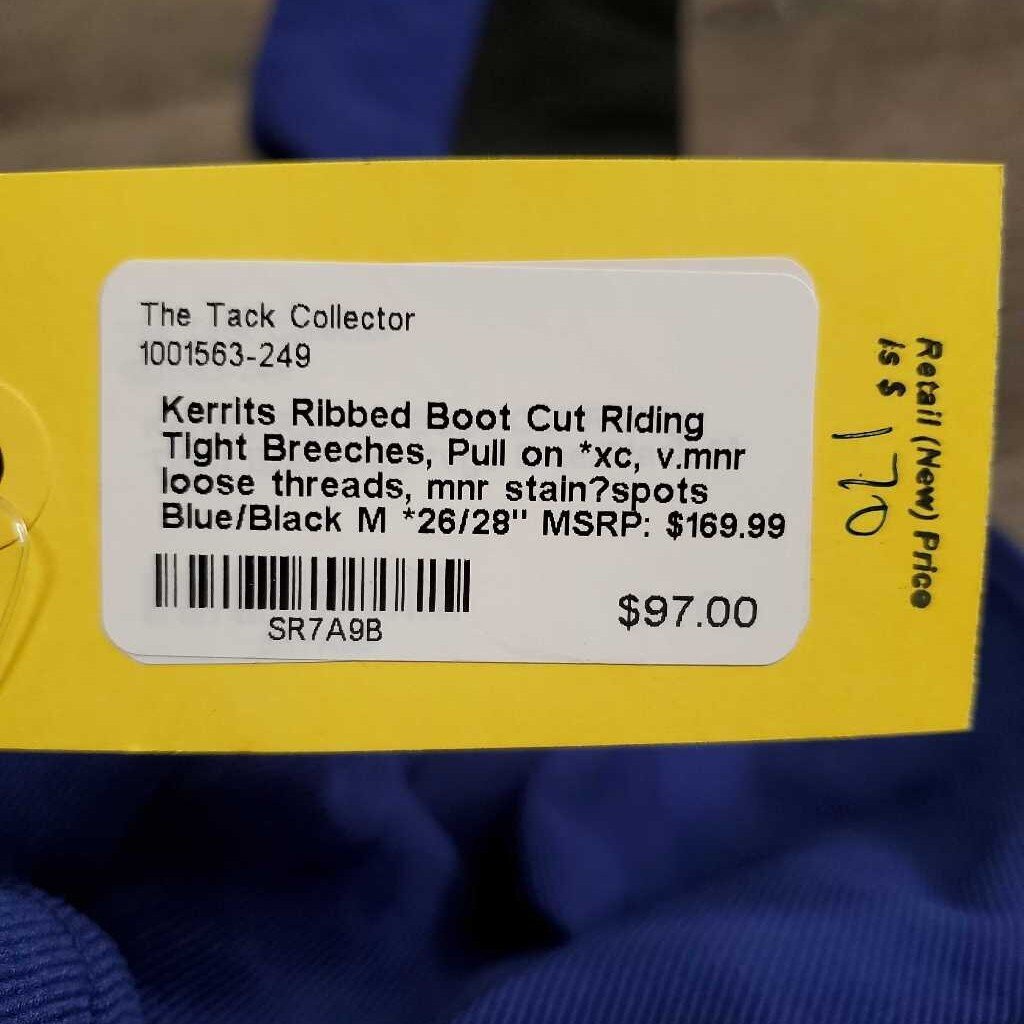 The Tack Collector
1001563-249
Kerrits Ribbed Boot Cut Riding
Tight Breeches, Pull on *xc, v.mnr
loose threads, mnr stain?spots
Blue/Black M *26/28" MSRP: $169.99
SR7A9B
$97.00
Retail (New) Price
is $
170